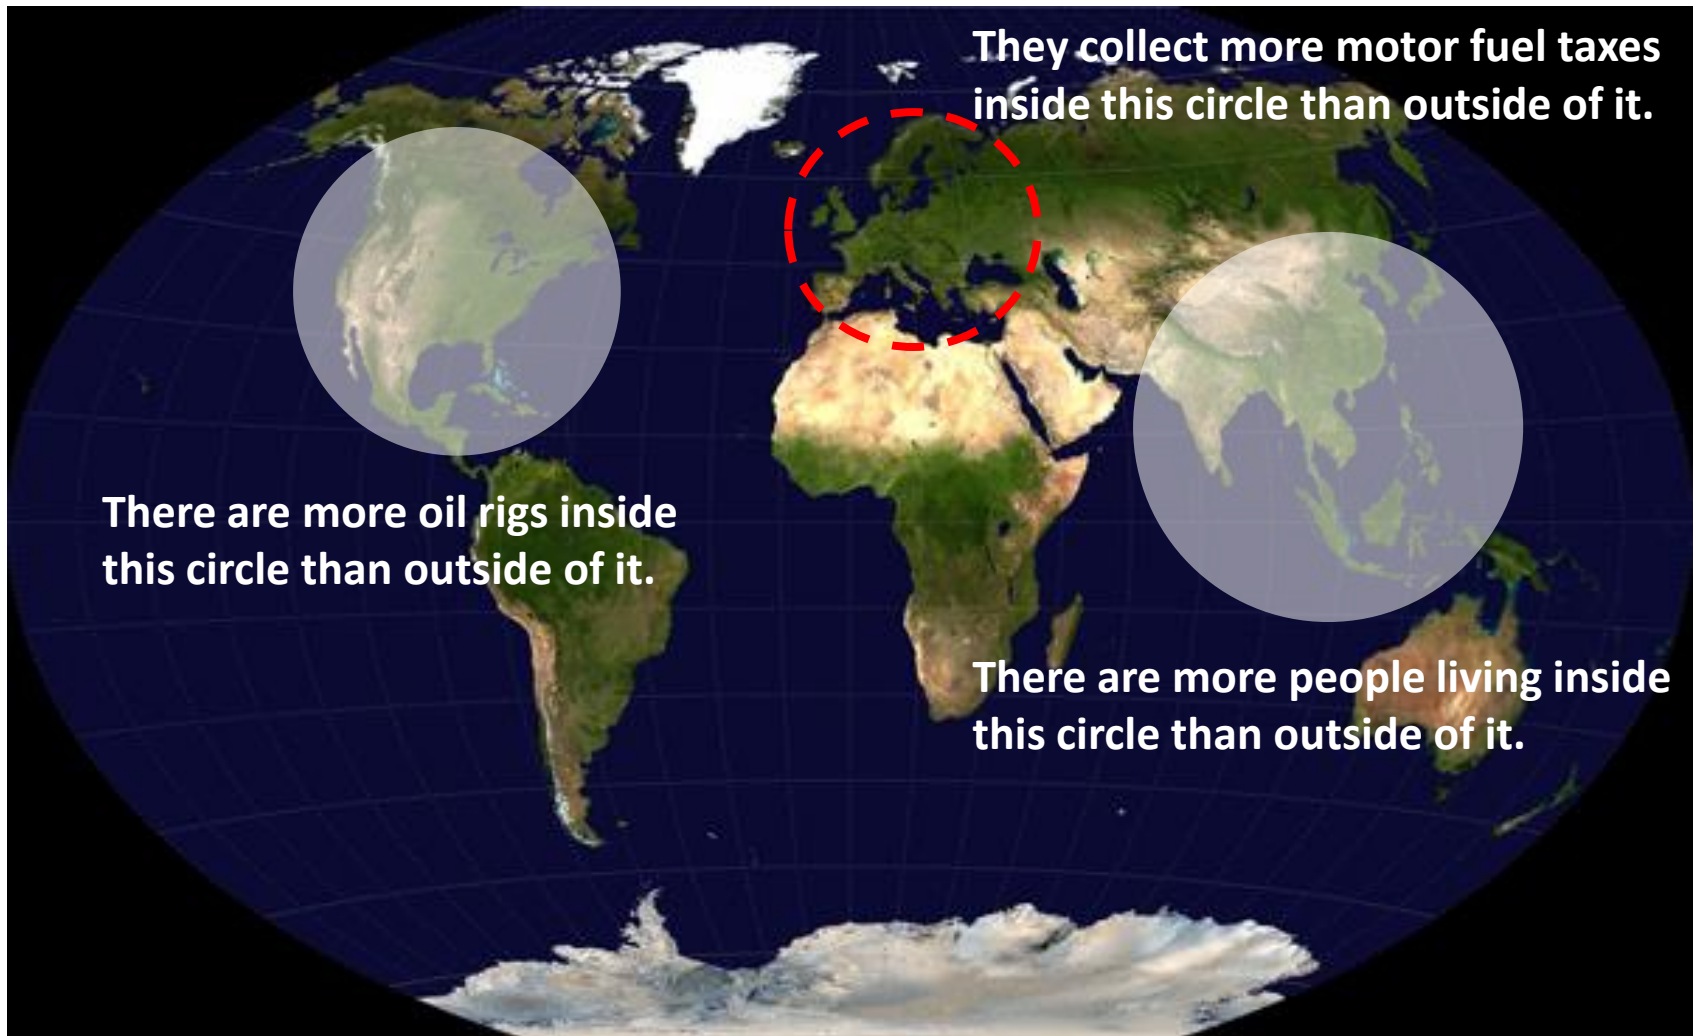 They collect more motor fuel taxes
inside this circle than outside of it.
There are more oil rigs inside
this circle than outside of it.
There are more people living inside
this circle than outside of it.